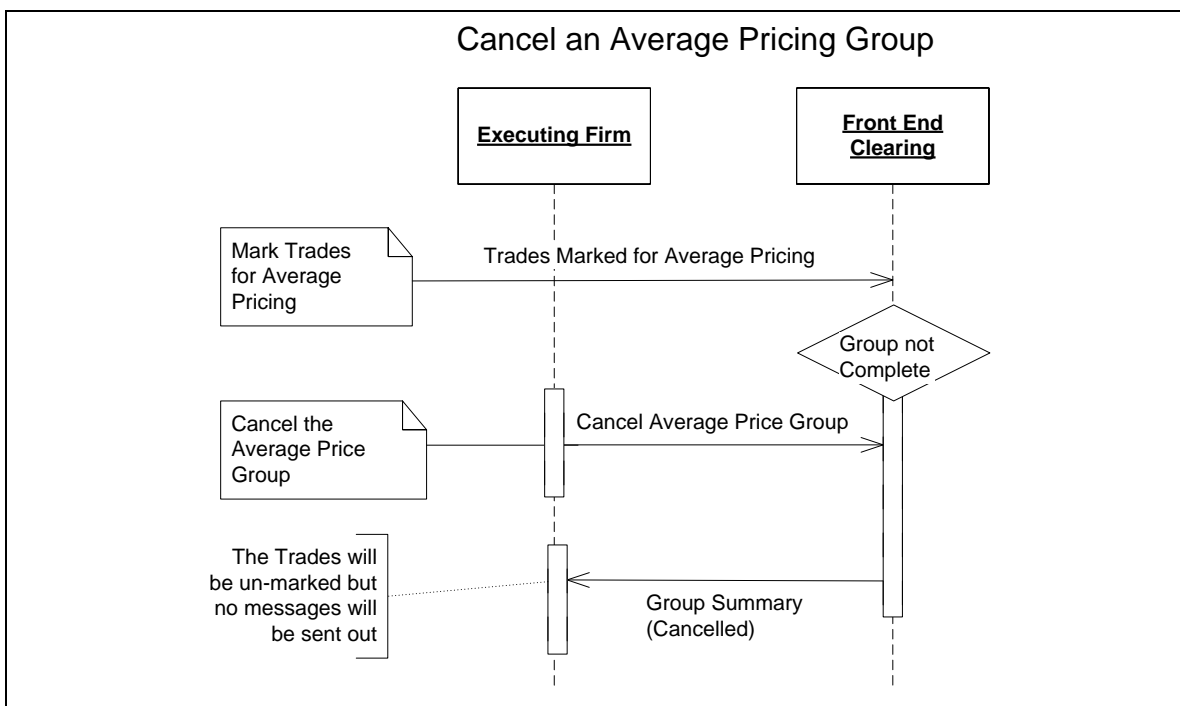 Cancel an Average Pricing Group
Executing Firm
Front End
Clearing
Mark Trades
for Average
Pricing
Trades Marked for Average Pricing
Group not
Complete
Cancel the
Average Price
Group
Cancel Average Price Group
The Trades will
be un-marked but
no messages will
be sent out
Group Summary
(Cancelled)